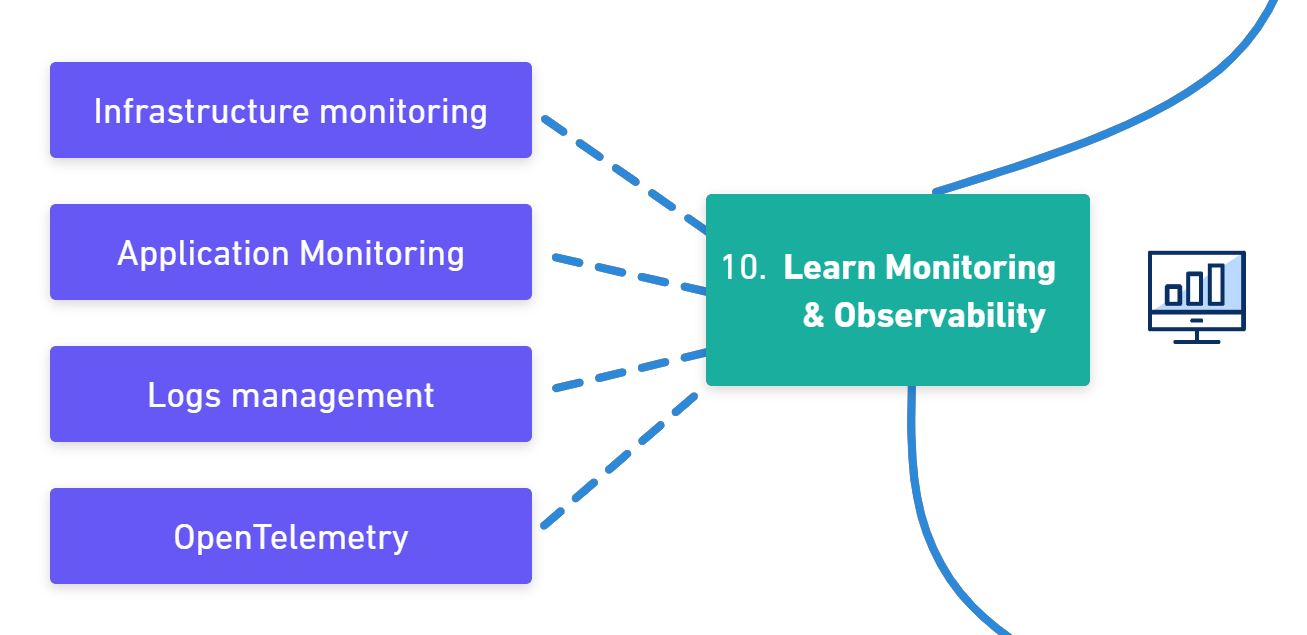 Infrastructure monitoring
Application Monitoring
Logs management
OpenTelemetry
10. Learn Monitoring
& Observability